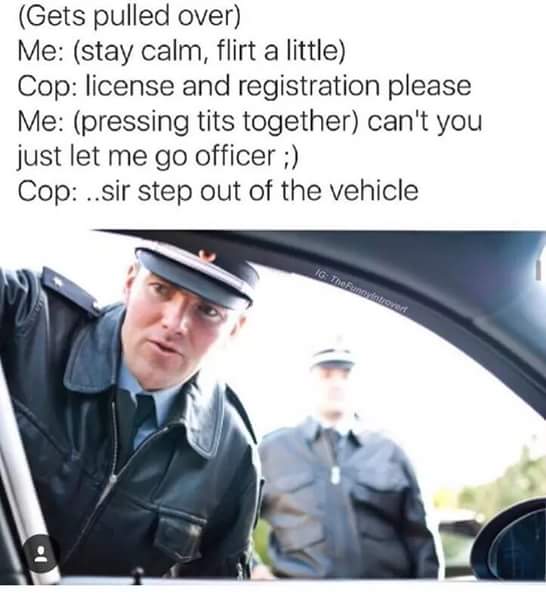 (Gets pulled over)
Me: (stay calm, flirt a little)
Cop: license and registration please
Me: (pressing tits together) can't you
just let me go officer ;)
Cop: ..sir step out of the vehicle
IG: TheFunnyIntrovert